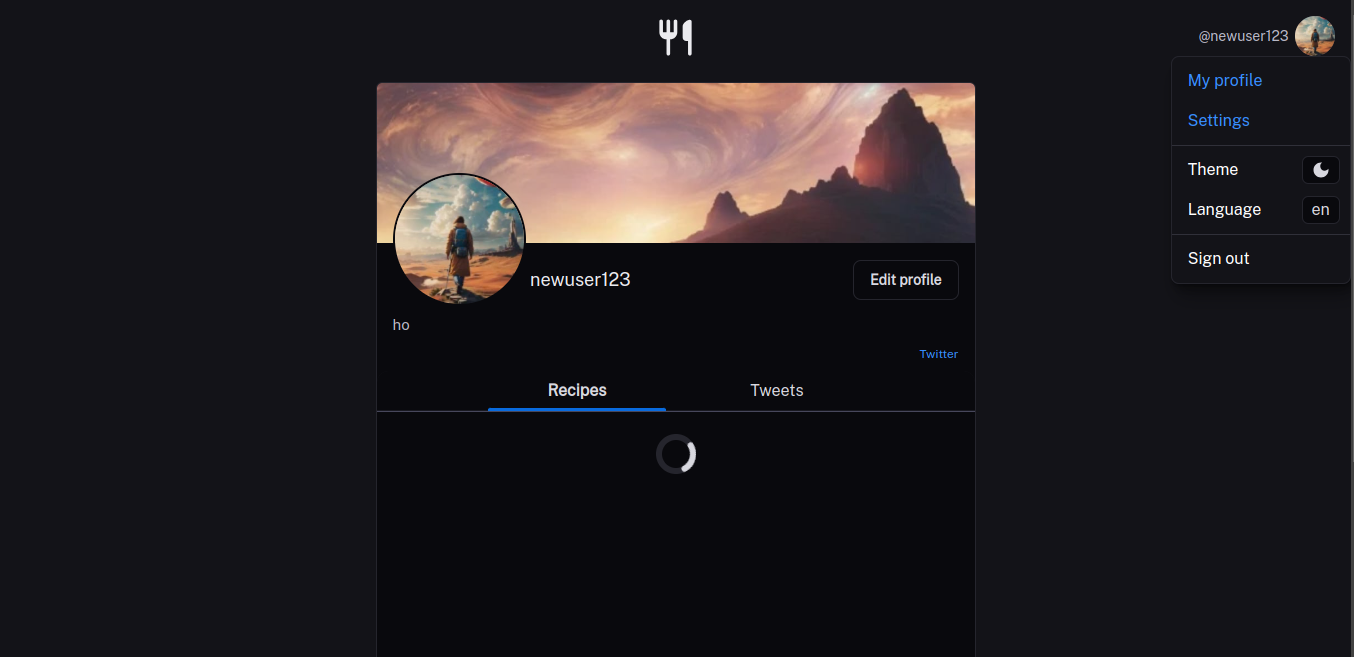 @newuser123
My profile
Settings
Theme
Language en
Sign out
newuser123
Edit profile
ho
Twitter
Recipes Tweets